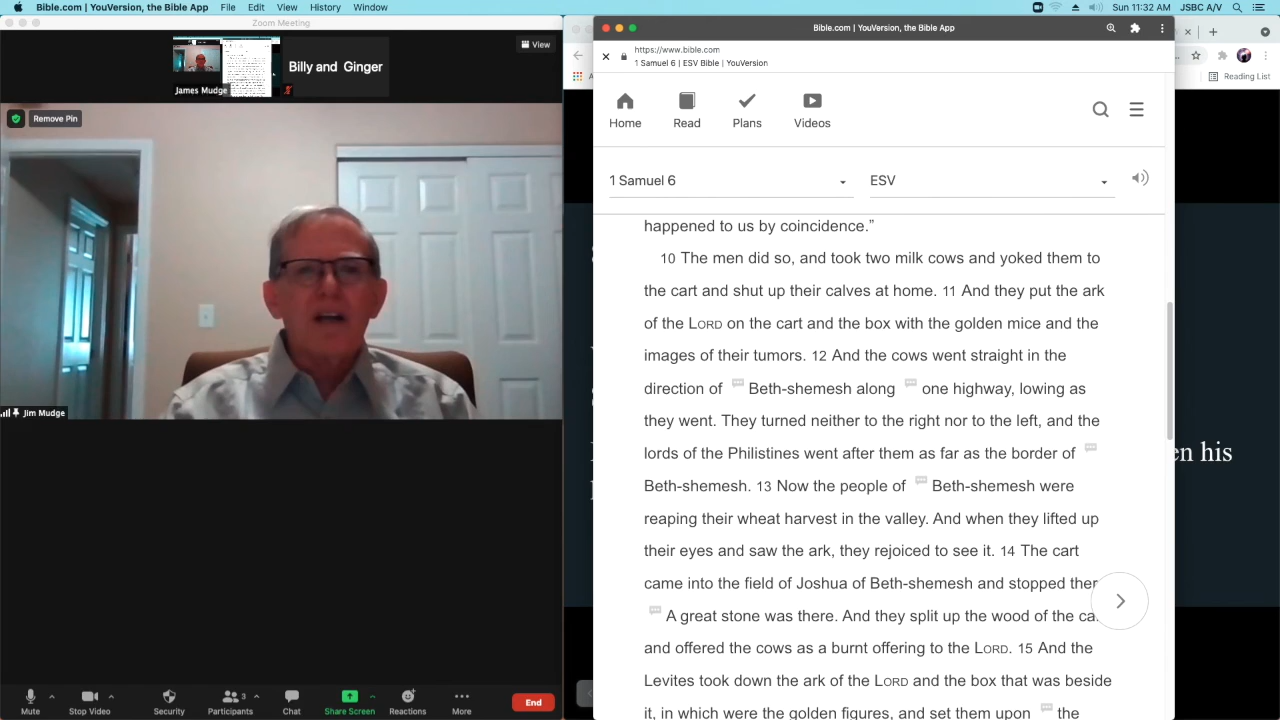 Bible.com | YouVersion, the Bible App File Edit View History Window
Sun 11:32 AM JSBC A/V
Zoom Meeting
View
James Mudge
Billy and Ginger
Remove Pin
Jim Mudge
Mute
Stop Video
Security
Participants
3
Chat
Share Screen
Reactions
More
End
Bible.com | YouVersion, the Bible App
https://www.bible.com
1 Samuel 6 | ESV Bible | YouVersion
Home
Read
Plans
Videos
1 Samuel 6
ESV
happened to us by coincidence.”
10 The men did so, and took two milk cows and yoked them to
the cart and shut up their calves at home. 11 And they put the ark
of the LORD on the cart and the box with the golden mice and the
images of their tumors. 12 And the cows went straight in the
direction of Beth-shemesh along one highway, lowing as
they went. They turned neither to the right nor to the left, and the
lords of the Philistines went after them as far as the border of
Beth-shemesh. 13 Now the people of Beth-shemesh were
reaping their wheat harvest in the valley. And when they lifted up
their eyes and saw the ark, they rejoiced to see it. 14 The cart
came into the field of Joshua of Beth-shemesh and stopped ther
A great stone was there. And they split up the wood of the ca
and offered the cows as a burnt offering to the LORD. 15 And the
Levites took down the ark of the LORD and the box that was beside
it, in which were the golden figures, and set them upon the
Reading List
en his